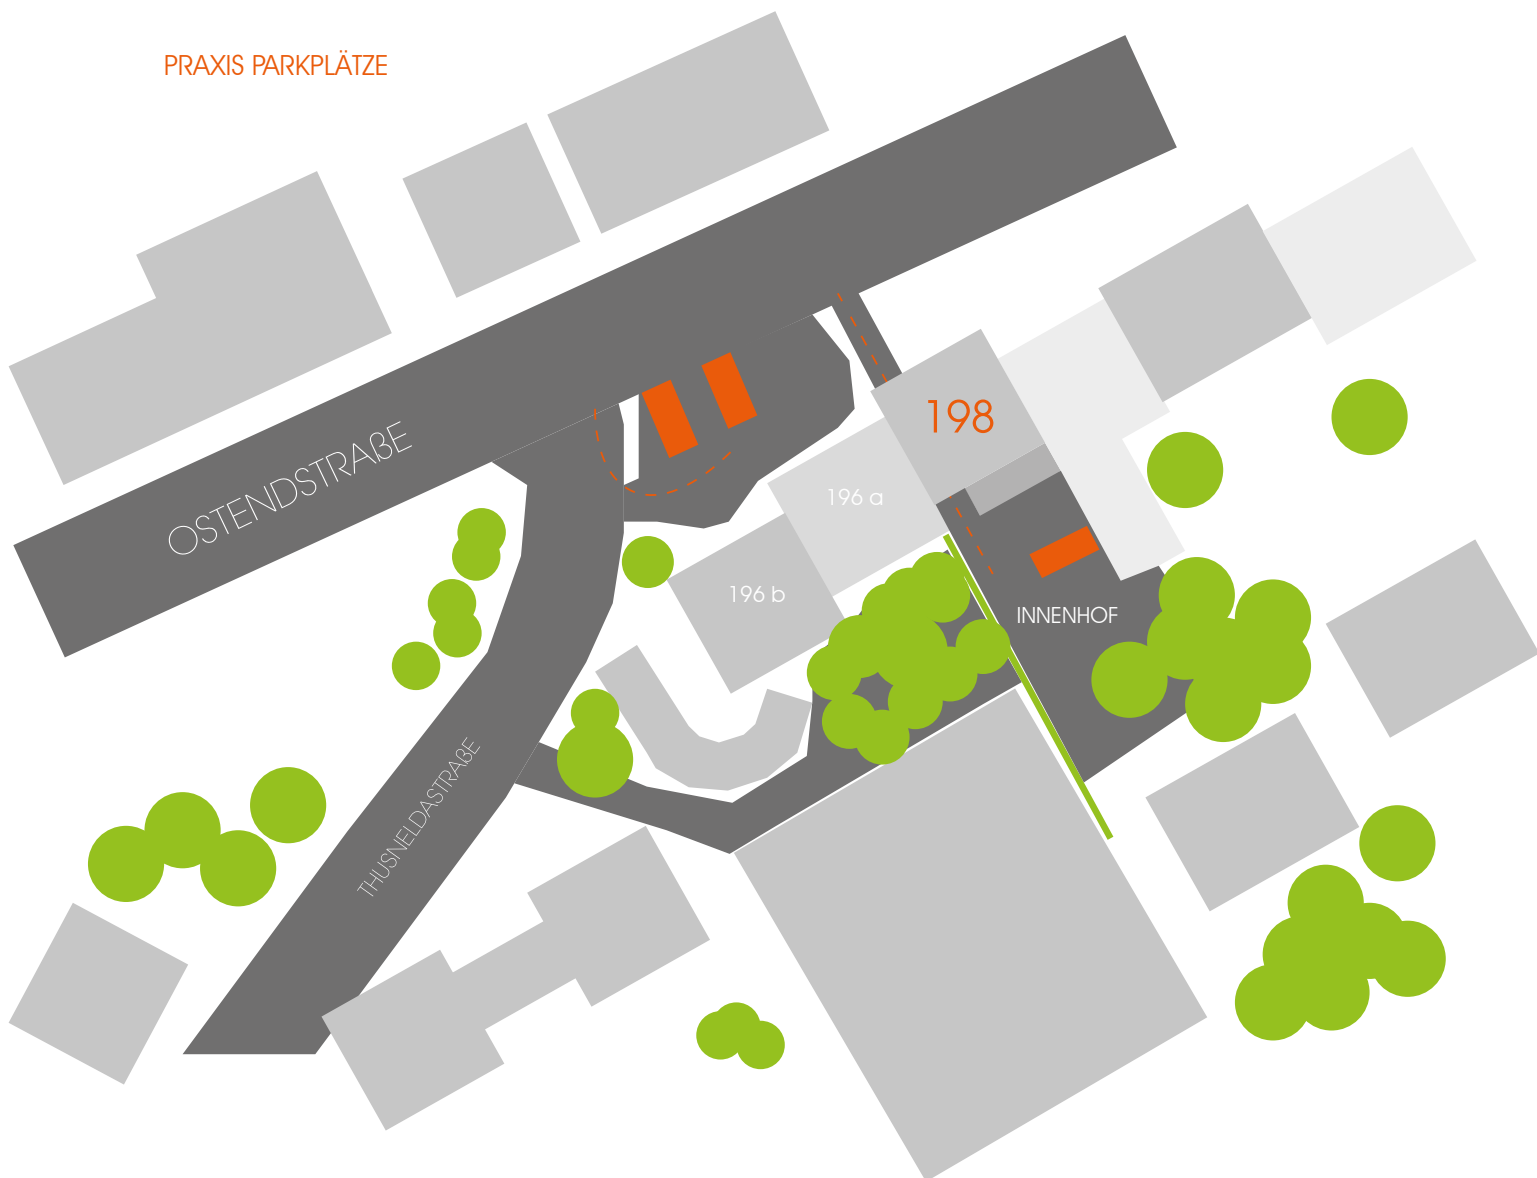 PRAXIS PARKPLÄTZE
OSTENDSTRAßE
198
196 a
196 b
INNENHOF
THUSNELDASTRAßE